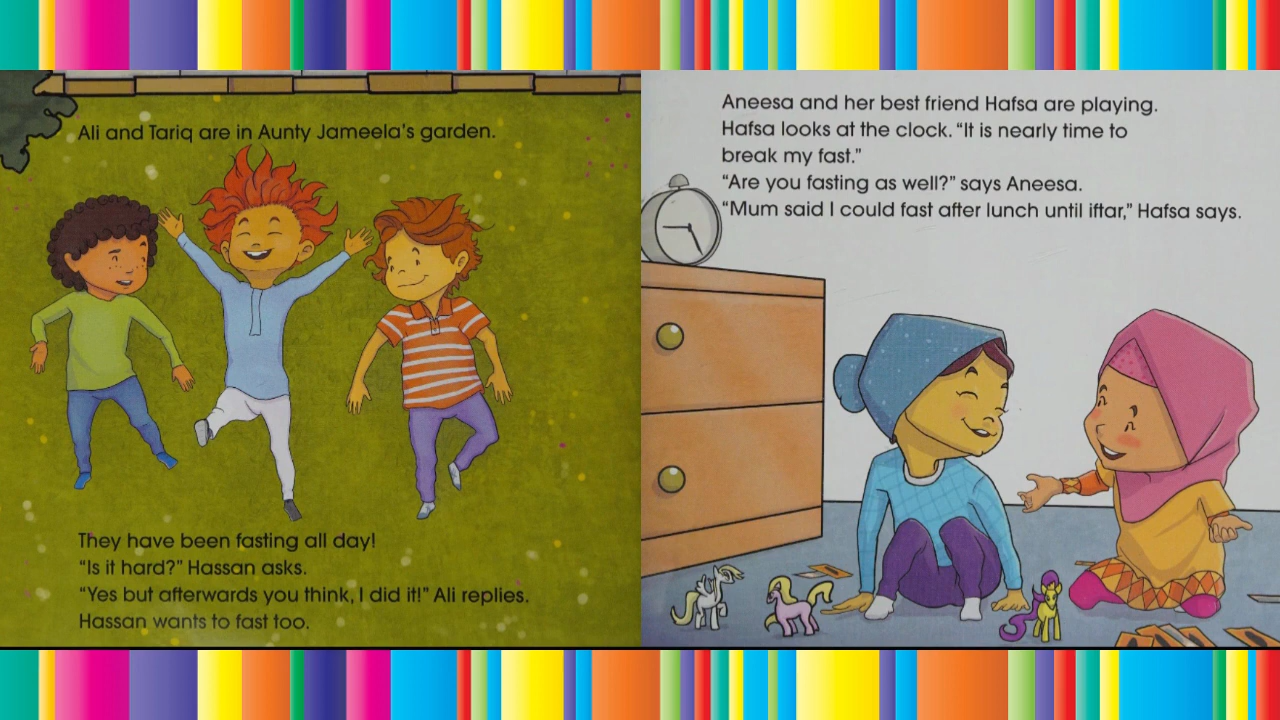 Ali and Tariq are in Aunty Jameela's garden.
They have been fasting all day!
“Is it hard?” Hassan asks.
“Yes but afterwards you think, I did it!” Ali replies.
Hassan wants to fast too.
Aneesa and her best friend Hafsa are playing.
Hafsa looks at the clock. “It is nearly time to
break my fast.”
“Are you fasting as well?” says Aneesa.
“Mum said I could fast after lunch until iftar,” Hafsa says.